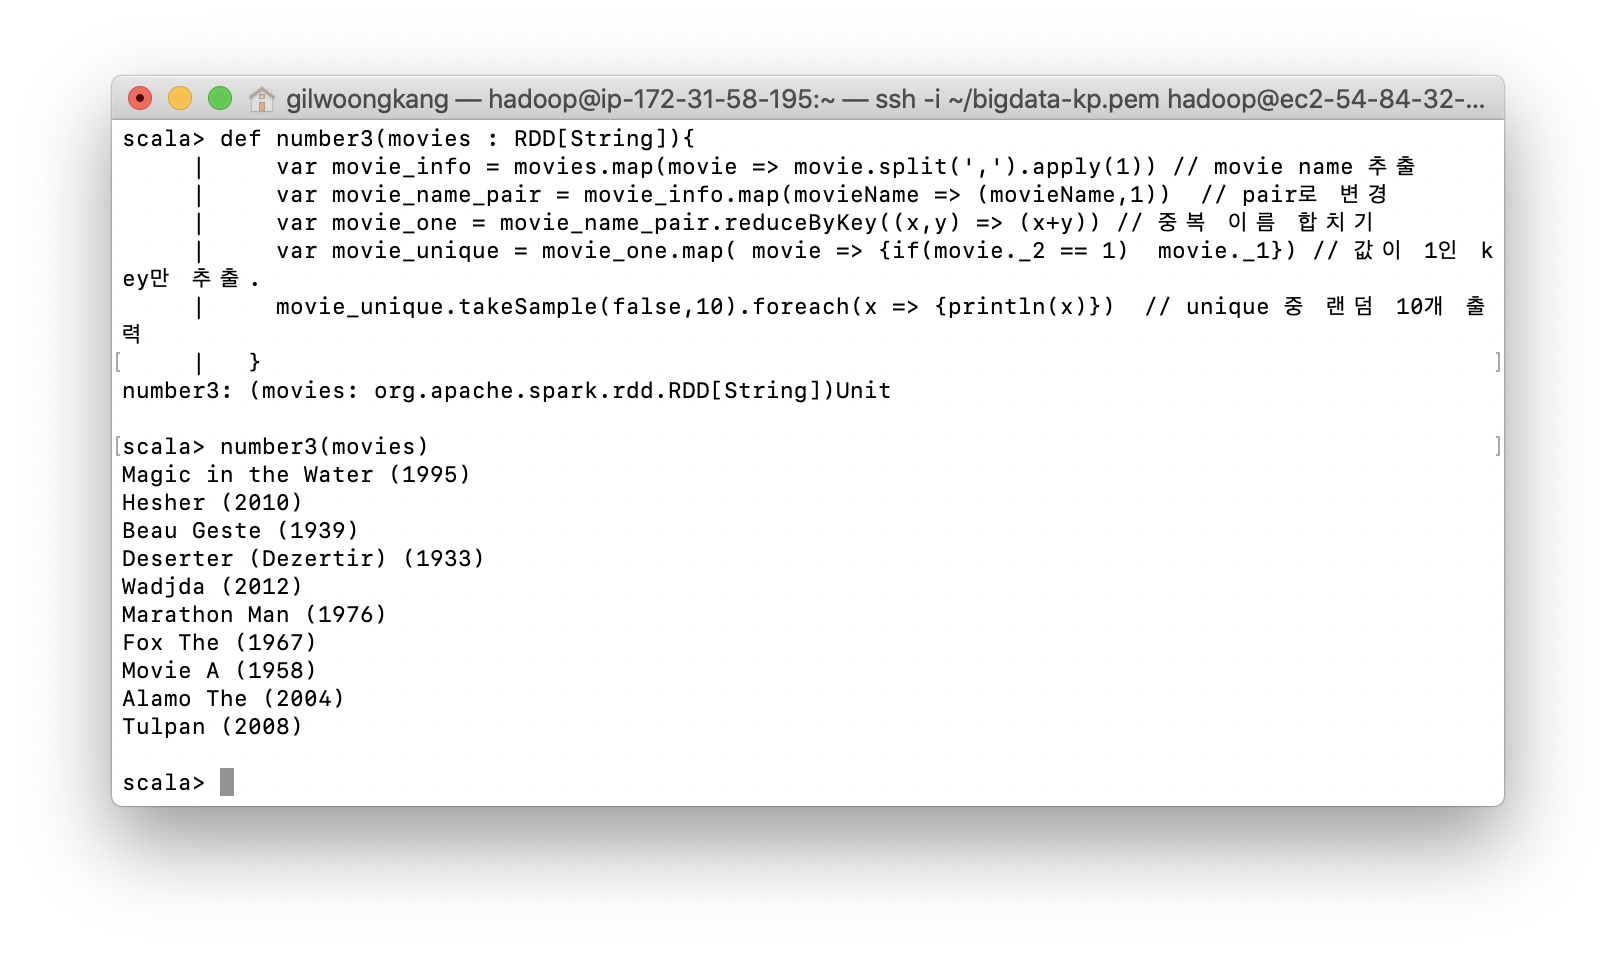 gilwoongkang — hadoop@ip-172-31-58-195:~ — ssh -i ~/bigdata-kp.pem hadoop@ec2-54-84-32-...
scala> def number3(movies : RDD[String]){
     |     var movie_info = movies.map(movie => movie.split(',').apply(1)) // movie name 추출
     |     var movie_name_pair = movie_info.map(movieName => (movieName,1))  // pair로 변경
     |     var movie_one = movie_name_pair.reduceByKey((x,y) => (x+y)) // 중복 이름 합치기
     |     var movie_unique = movie_one.map( movie => {if(movie._2 == 1)  movie._1}) // 값이 1인 k
ey만 추출.
     |     movie_unique.takeSample(false,10).foreach(x => {println(x)})  // unique 중 랜덤 10개 출
력
[     |   }                                                                                        ]
number3: (movies: org.apache.spark.rdd.RDD[String])Unit
[scala> number3(movies)                                                                            ]
Magic in the Water (1995)
Hesher (2010)
Beau Geste (1939)
Deserter (Dezertir) (1933)
Wadjda (2012)
Marathon Man (1976)
Fox The (1967)
Movie A (1958)
Alamo The (2004)
Tulpan (2008)
scala>